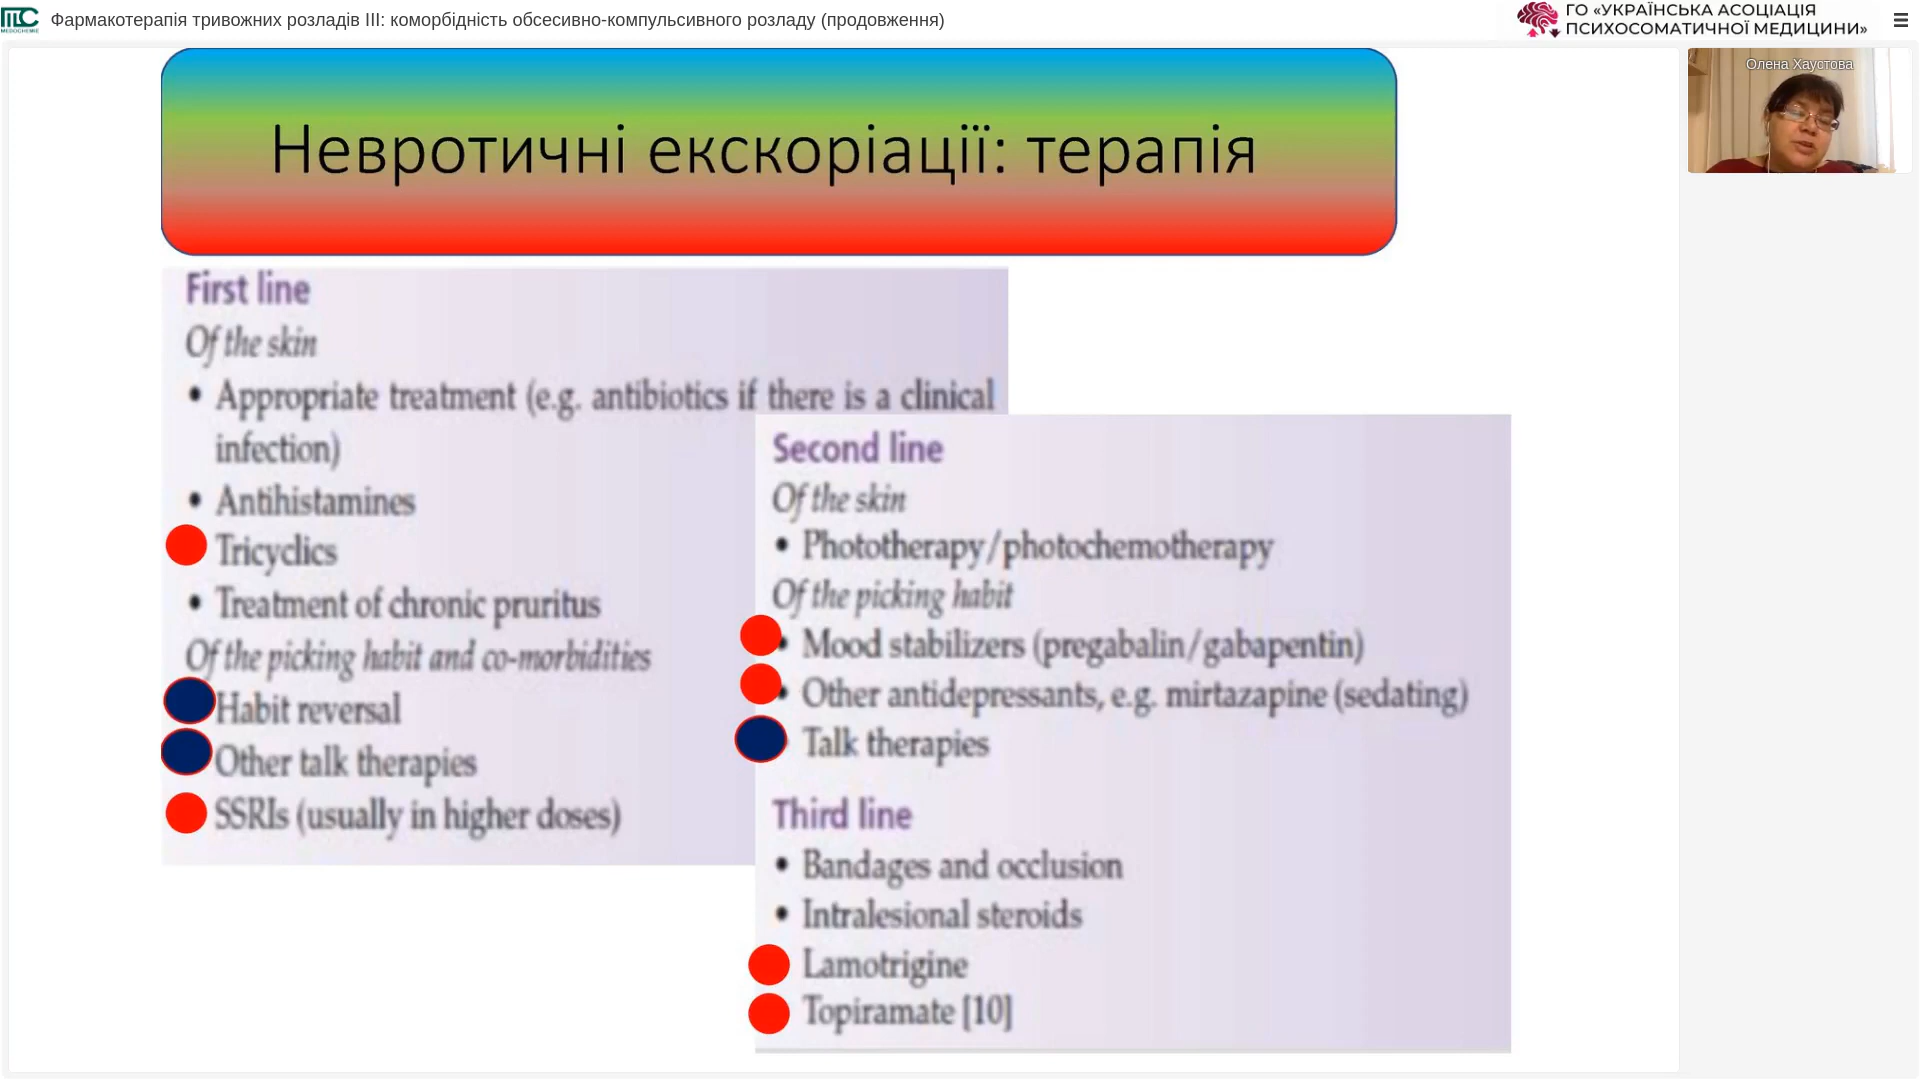 MEDOCHEMIE
Фармакотерапія тривожних розладів III: коморбідність обсесивно-компульсивного розладу (продовження)
ГО «УКРАЇНСЬКА АСОЦІАЦІЯ
ПСИХОСОМАТИЧНОЇ МЕДИЦИНИ»
Олена Хаустова
Невротичні екскоріації: терапія
First line
Of the skin
• Appropriate treatment (e.g. antibiotics if there is a clinical
infection)
• Antihistamines
Tricyclics
• Treatment of chronic pruritus
Of the picking habit and co-morbidities
Habit reversal
Other talk therapies
SSRIs (usually in higher doses)
Second line
Of the skin
• Phototherapy/photochemotherapy
Of the picking habit
• Mood stabilizers (pregabalin/gabapentin)
• Other antidepressants, e.g. mirtazapine (sedating)
Talk therapies
Third line
• Bandages and occlusion
• Intralesional steroids
Lamotrigine
Topiramate [10]